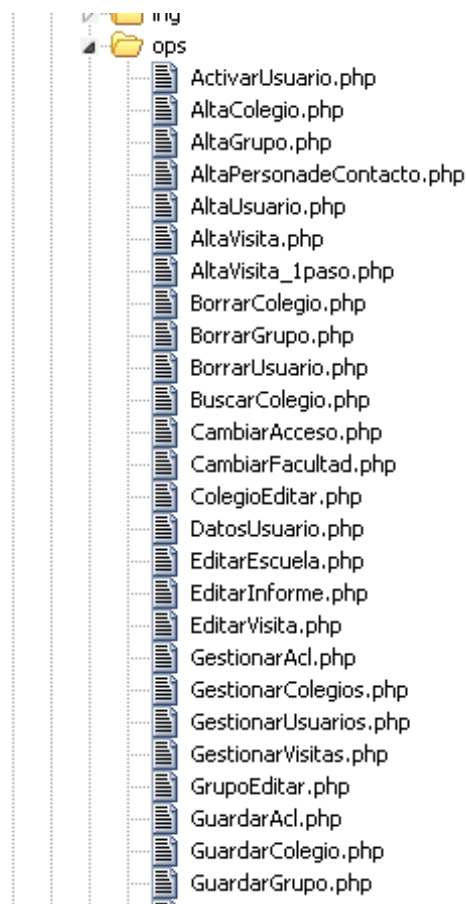 ops
ActivarUsuario.php
AltaColegio.php
AltaGrupo.php
AltaPersonadeContacto.php
AltaUsuario.php
AltaVisita.php
AltaVisita_1paso.php
BorrarColegio.php
BorrarGrupo.php
BorrarUsuario.php
BuscarColegio.php
CambiarAcceso.php
CambiarFacultad.php
ColegioEditar.php
DatosUsuario.php
EditarEscuela.php
EditarInforme.php
EditarVisita.php
GestionarAcl.php
GestionarColegios.php
GestionarUsuarios.php
GestionarVisitas.php
GrupoEditar.php
GuardarAcl.php
GuardarColegio.php
GuardarGrupo.php